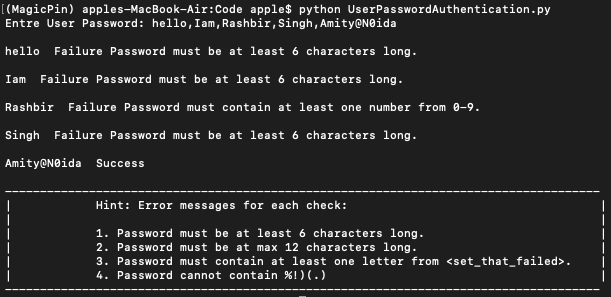 [(MagicPin) apples-MacBook-Air:Code apple$ python UserPasswordAuthentication.py
Enter User Password: hello,Iam,Rashbir,Singh,Amity@N0ida
hello  Failure Password must be at least 6 characters long.
Iam  Failure Password must be at least 6 characters long.
Rashbir  Failure Password must contain at least one number from 0-9.
Singh  Failure Password must be at least 6 characters long.
Amity@N0ida  Success
Hint: Error messages for each check:
1. Password must be at least 6 characters long.
2. Password must be at max 12 characters long.
3. Password must contain at least one letter from <set_that_failed>.
4. Password cannot contain %!)(.)